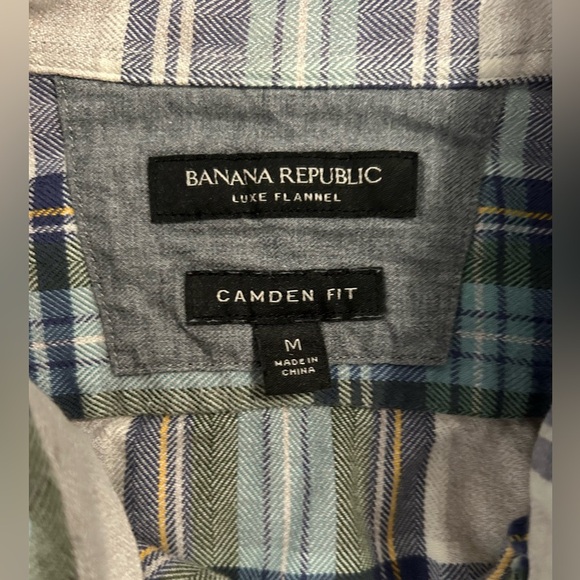 BANANA REPUBLIC
LUXE FLANNEL
CAMDEN FIT
M
MADE IN
CHINA